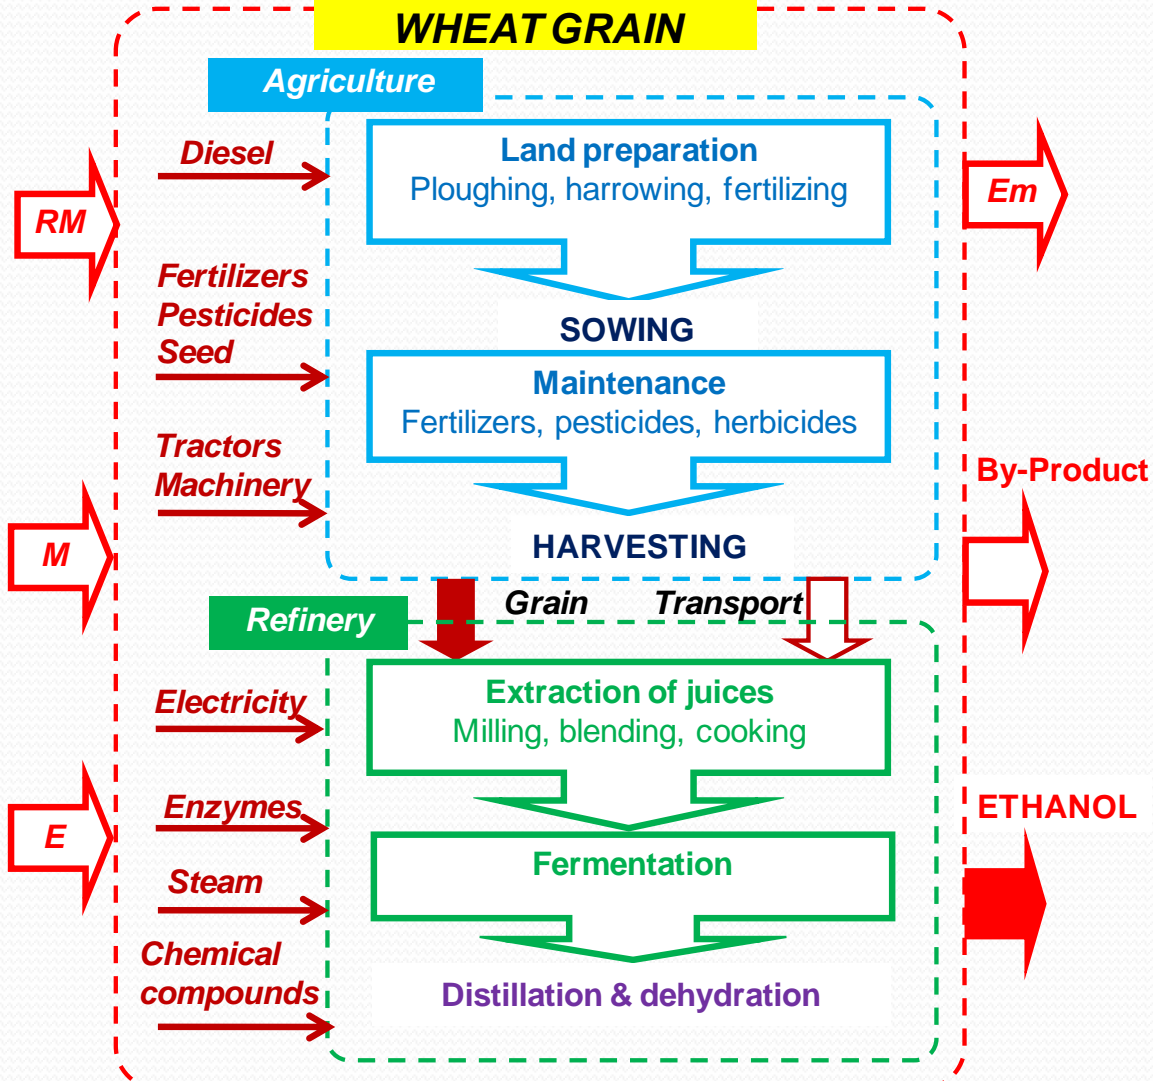 WHEAT GRAIN
Agriculture
Diesel
Land preparation
Ploughing, harrowing, fertilizing
RM
Em
Fertilizers
Pesticides
Seed
SOWING
Maintenance
Fertilizers, pesticides, herbicides
Tractors
Machinery
By-Product
M
HARVESTING
Grain
Transport
Refinery
Extraction of juices
Milling, blending, cooking
Electricity
Enzymes
E
ETHANOL
Fermentation
Steam
Chemical
compounds
Distillation & dehydration